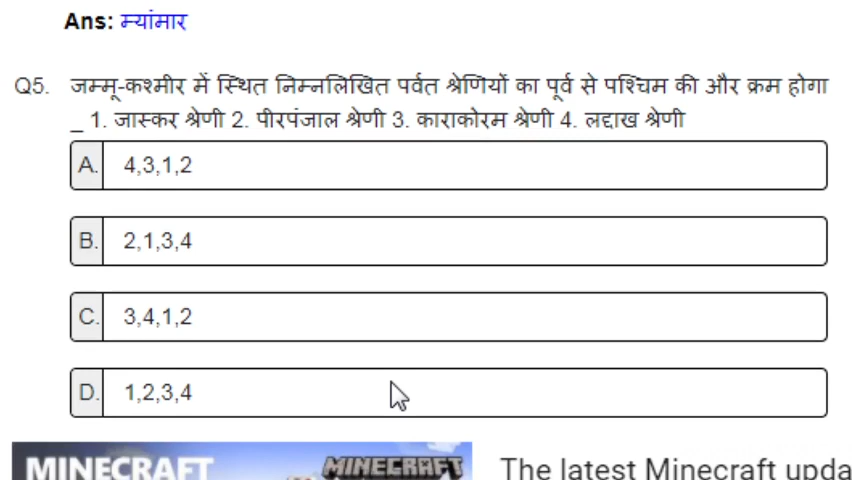 Ans: म्यांमार
Q5. जम्मू-कश्मीर में स्थित निम्नलिखित पर्वत श्रेणियों का पूर्व से पश्चिम की और क्रम होगा
_ 1. जास्कर श्रेणी 2. पीरपंजाल श्रेणी 3. काराकोरम श्रेणी 4. लद्दाख श्रेणी
A. 4,3,1,2
B. 2,1,3,4
C. 3,4,1,2
D. 1,2,3,4
MINECRAFT MINECRAFT The latest Minecraft upda